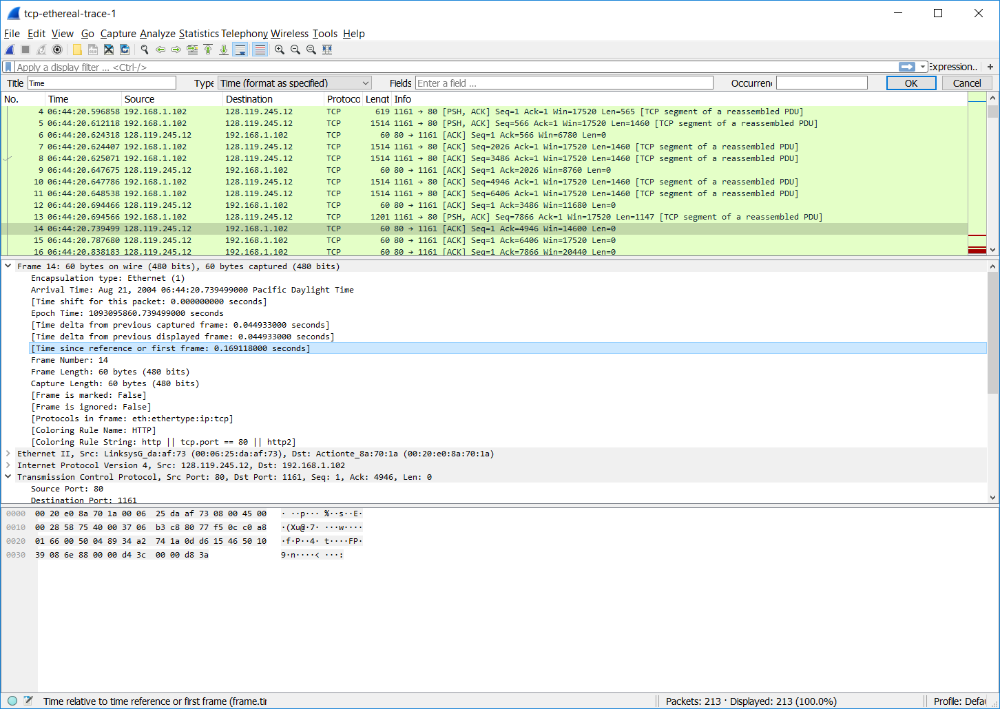 tcp-ethereal-trace-1
File Edit View Go Capture Analyze Statistics Telephony Wireless Tools Help
Apply a display filter ... <Ctrl-/> Expression... +
Title Time Type Time (format as specified) Fields Enter a field ... Occurren OK Cancel
No. Time Source Destination Protoco Lengt Info
4 06:44:20.596858 192.168.1.102 128.119.245.12 TCP 619 1161 → 80 [PSH, ACK] Seq=1 Ack=1 Win=17520 Len=565 [TCP segment of a reassembled PDU]
5 06:44:20.612118 192.168.1.102 128.119.245.12 TCP 1514 1161 → 80 [PSH, ACK] Seq=566 Ack=1 Win=17520 Len=1460 [TCP segment of a reassembled PDU]
6 06:44:20.624318 128.119.245.12 192.168.1.102 TCP 60 80 → 1161 [ACK] Seq=1 Ack=566 Win=6780 Len=0
7 06:44:20.624407 192.168.1.102 128.119.245.12 TCP 1514 1161 → 80 [ACK] Seq=2026 Ack=1 Win=17520 Len=1460 [TCP segment of a reassembled PDU]
8 06:44:20.625071 192.168.1.102 128.119.245.12 TCP 1514 1161 → 80 [ACK] Seq=3486 Ack=1 Win=17520 Len=1460 [TCP segment of a reassembled PDU]
9 06:44:20.647675 128.119.245.12 192.168.1.102 TCP 60 80 → 1161 [ACK] Seq=1 Ack=2026 Win=8760 Len=0
10 06:44:20.647786 192.168.1.102 128.119.245.12 TCP 1514 1161 → 80 [ACK] Seq=4946 Ack=1 Win=17520 Len=1460 [TCP segment of a reassembled PDU]
11 06:44:20.648538 192.168.1.102 128.119.245.12 TCP 1514 1161 → 80 [ACK] Seq=6406 Ack=1 Win=17520 Len=1460 [TCP segment of a reassembled PDU]
12 06:44:20.694466 128.119.245.12 192.168.1.102 TCP 60 80 → 1161 [ACK] Seq=1 Ack=3486 Win=11680 Len=0
13 06:44:20.694566 192.168.1.102 128.119.245.12 TCP 1201 1161 → 80 [PSH, ACK] Seq=7866 Ack=1 Win=17520 Len=1147 [TCP segment of a reassembled PDU]
14 06:44:20.739499 128.119.245.12 192.168.1.102 TCP 60 80 → 1161 [ACK] Seq=1 Ack=4946 Win=14600 Len=0
15 06:44:20.787680 128.119.245.12 192.168.1.102 TCP 60 80 → 1161 [ACK] Seq=1 Ack=6406 Win=17520 Len=0
16 06:44:20.838183 128.119.245.12 192.168.1.102 TCP 60 80 → 1161 [ACK] Seq=1 Ack=7866 Win=20440 Len=0
Frame 14: 60 bytes on wire (480 bits), 60 bytes captured (480 bits)
Encapsulation type: Ethernet (1)
Arrival Time: Aug 21, 2004 06:44:20.739499000 Pacific Daylight Time
[Time shift for this packet: 0.000000000 seconds]
Epoch Time: 1093095860.739499000 seconds
[Time delta from previous captured frame: 0.044933000 seconds]
[Time delta from previous displayed frame: 0.044933000 seconds]
[Time since reference or first frame: 0.169118000 seconds]
Frame Number: 14
Frame Length: 60 bytes (480 bits)
Capture Length: 60 bytes (480 bits)
[Frame is marked: False]
[Frame is ignored: False]
[Protocols in frame: eth:ethertype:ip:tcp]
[Coloring Rule Name: HTTP]
[Coloring Rule String: http || tcp.port == 80 || http2]
Ethernet II, Src: LinksysG_da:af:73 (00:06:25:da:af:73), Dst: Actionte_8a:70:1a (00:20:e0:8a:70:1a)
Internet Protocol Version 4, Src: 128.119.245.12, Dst: 192.168.1.102
Transmission Control Protocol, Src Port: 80, Dst Port: 1161, Seq: 1, Ack: 4946, Len: 0
Source Port: 80
Destination Port: 1161
0000 00 20 e0 8a 70 1a 00 06 25 da af 73 08 00 45 00 · ··p··· %··s··E·
0010 00 28 58 75 40 00 37 06 b3 c8 80 77 f5 0c c0 a8 ·(Xu@·7· ···w····
0020 01 66 00 50 04 89 34 a2 74 1a 0d d6 15 46 50 10 ·f·P··4· t····FP·
0030 39 08 6e 88 00 00 d4 3c 00 00 d8 3a 9·n····< ···:
Time relative to time reference or first frame (frame.ti Packets: 213 · Displayed: 213 (100.0%) Profile: Defau